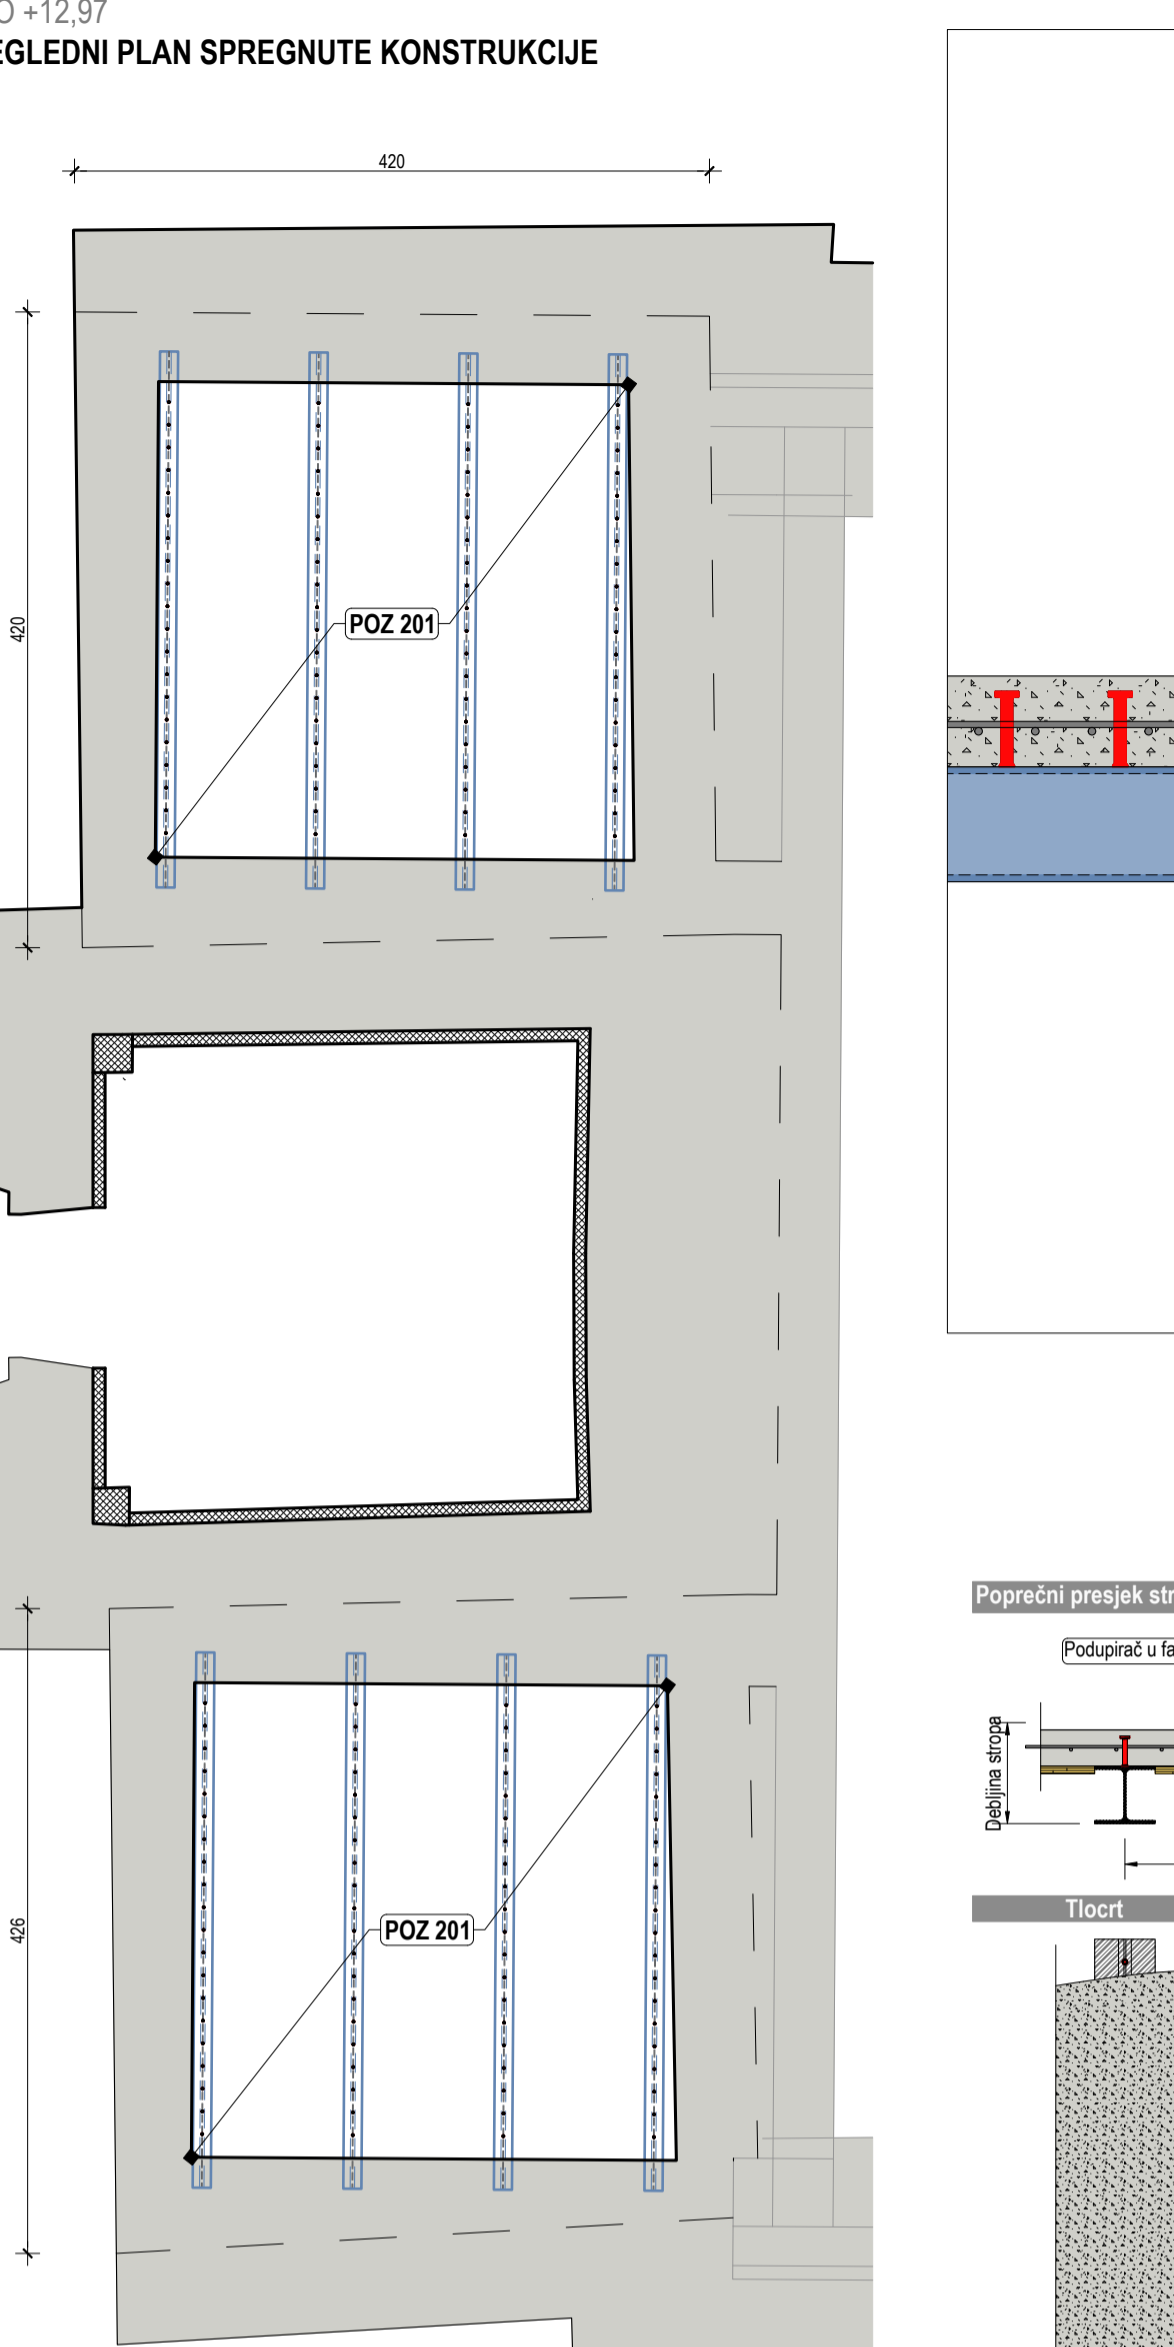 O +12,97
EGLEDNI PLAN SPREGNUTE KONSTRUKCIJE
420
420
POZ 201
Poprečni presjek str
Podupirač u fa
Debljina stropa
Tlocrt
426
POZ 201